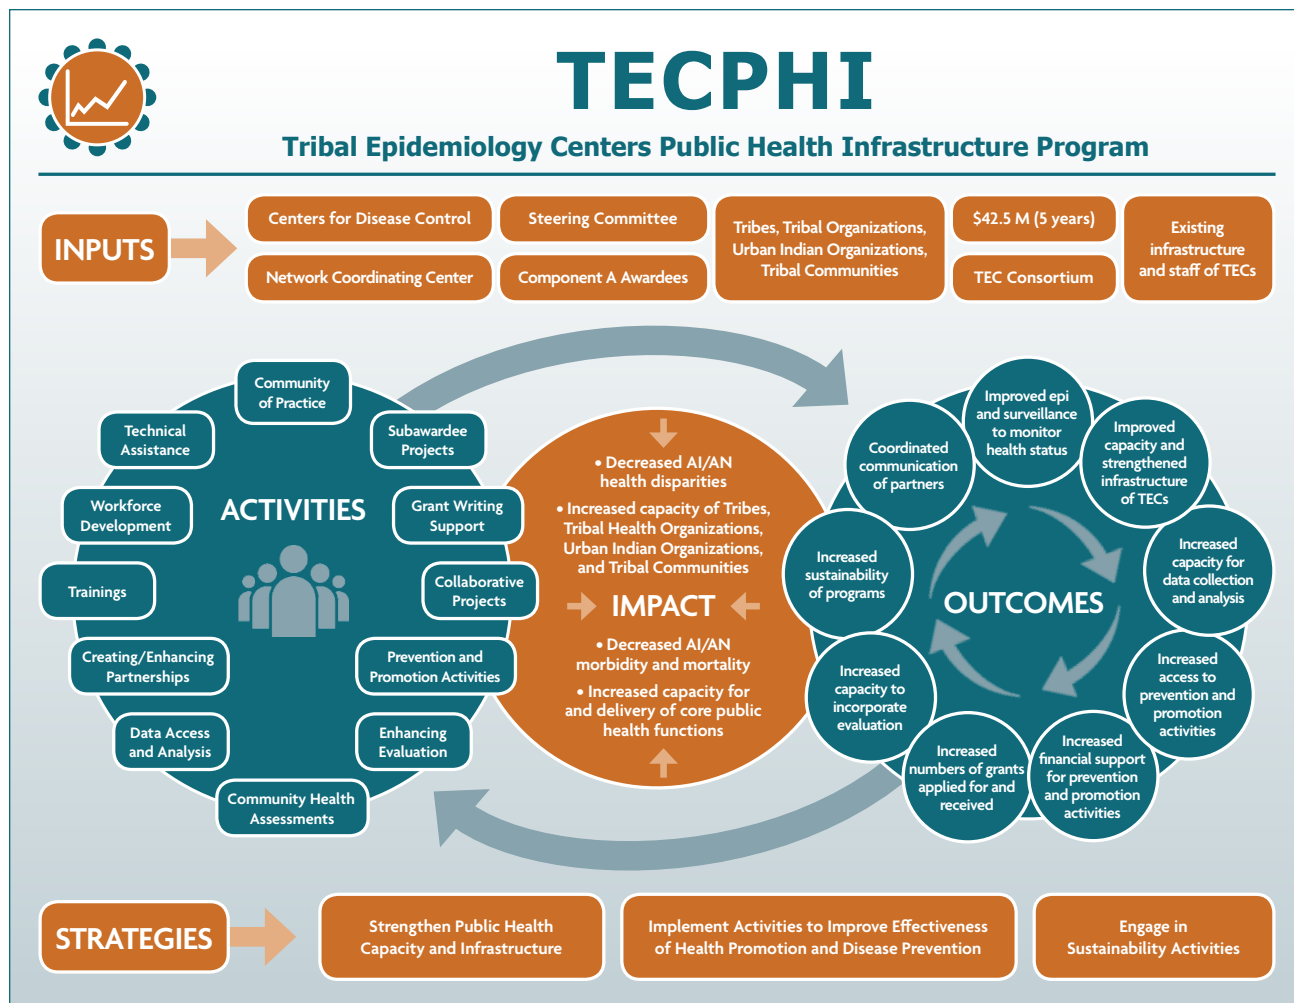 TECPHI
Tribal Epidemiology Centers Public Health Infrastructure Program
INPUTS
Centers for Disease Control
Network Coordinating Center
Steering Committee
Component A Awardees
Tribes, Tribal Organizations,
Urban Indian Organizations,
Tribal Communities
$42.5 M (5 years)
TEC Consortium
Existing
infrastructure
and staff of TECs
ACTIVITIES
Community
of Practice
Subawardee
Projects
Grant Writing
Support
Collaborative
Projects
Prevention and
Promotion Activities
Enhancing
Evaluation
Community Health
Assessments
Data Access
and Analysis
Creating/Enhancing
Partnerships
Trainings
Workforce
Development
Technical
Assistance
• Decreased AI/AN
health disparities
• Increased capacity of Tribes,
Tribal Health Organizations,
Urban Indian Organizations,
and Tribal Communities
IMPACT
• Decreased AI/AN
morbidity and mortality
• Increased capacity for
and delivery of core public
health functions
OUTCOMES
Improved epi
and surveillance
to monitor
health status
Improved
capacity and
strengthened
infrastructure
of TECs
Increased
capacity for
data collection
and analysis
Increased
access to
prevention and
promotion
activities
Increased
financial support
for prevention
and promotion
activities
Increased
numbers of grants
applied for and
received
Increased
capacity to
incorporate
evaluation
Increased
sustainability
of programs
Coordinated
communication
of partners
STRATEGIES
Strengthen Public Health
Capacity and Infrastructure
Implement Activities to Improve Effectiveness
of Health Promotion and Disease Prevention
Engage in
Sustainability Activities